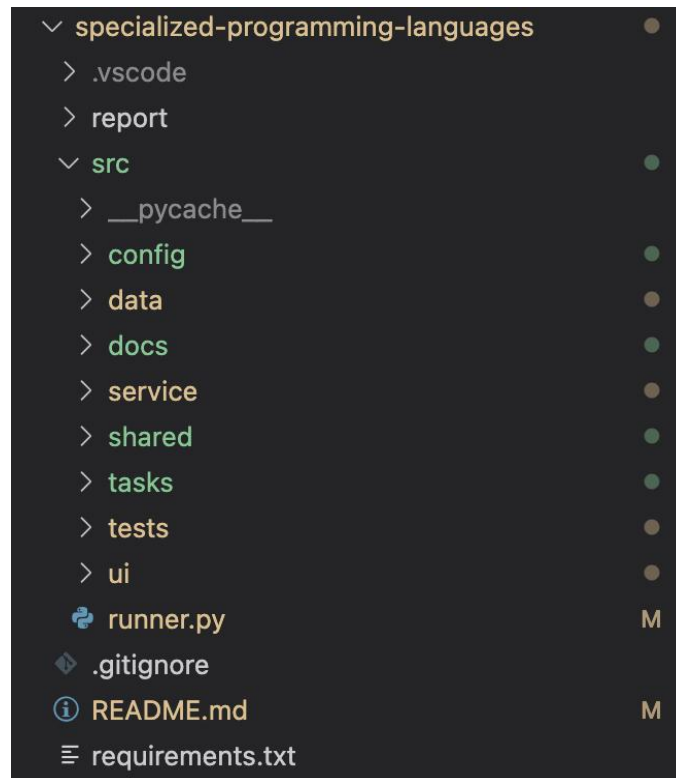 specialized-programming-languages
.vscode
report
src
__pycache__
config
data
docs
service
shared
tasks
tests
ui
runner.py M
.gitignore
README.md M
requirements.txt